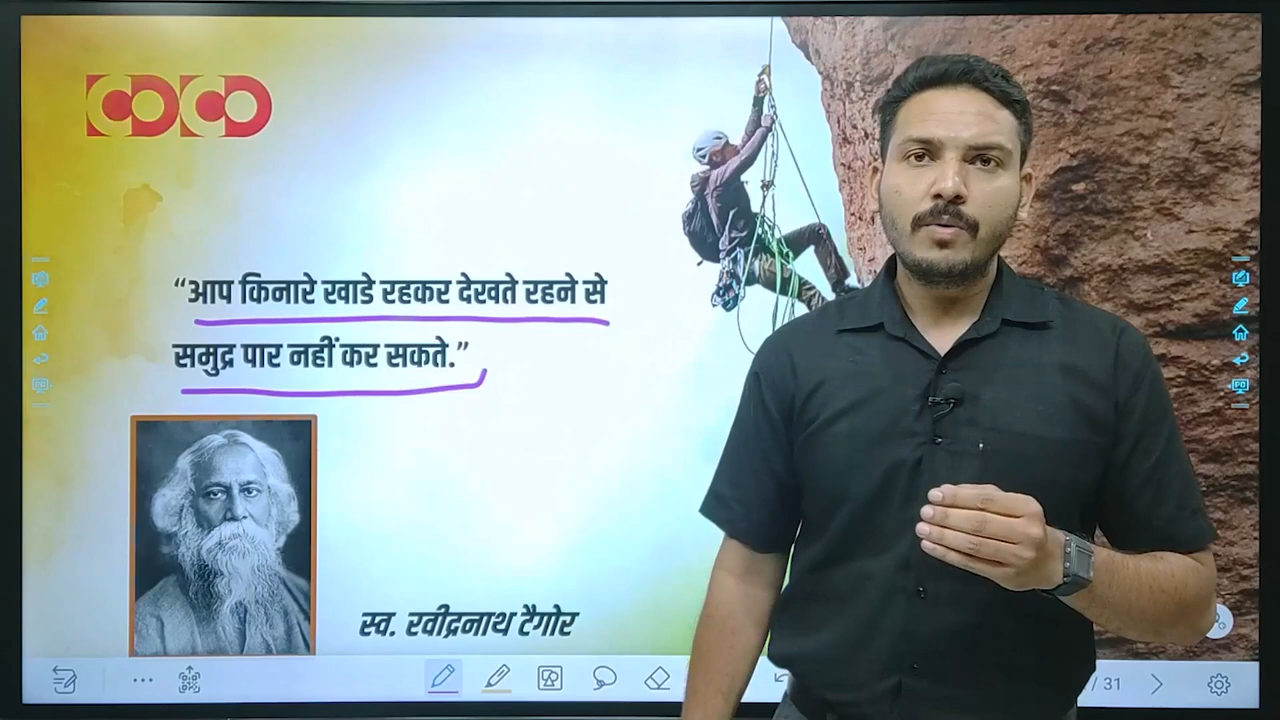 “आप किनारे खाडे रहकर देखते रहने से
समुद्र पार नहीं कर सकते.”
स्व. रवीद्रनाथ टैगोर
/ 31